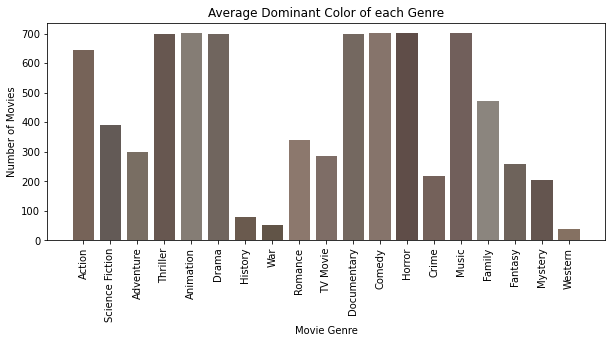 Average Dominant Color of each Genre
Number of Movies
700
600
500
400
300
200
100
0
Action
Science Fiction
Adventure
Thriller
Animation
Drama
History
War
Romance
TV Movie
Documentary
Comedy
Horror
Crime
Music
Family
Fantasy
Mystery
Western
Movie Genre